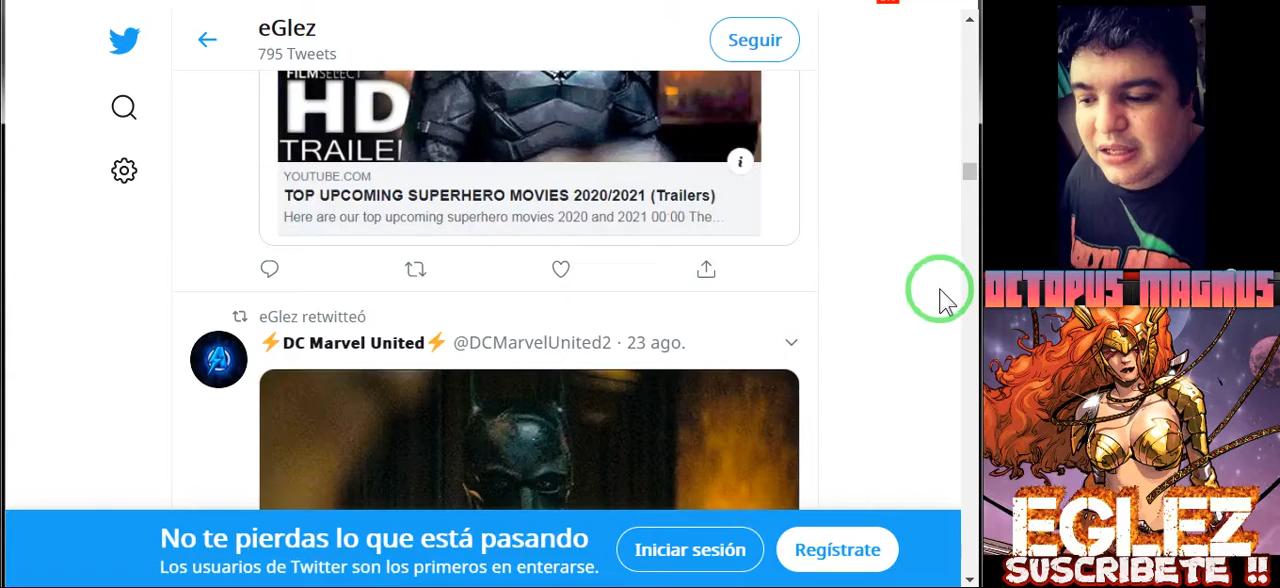 eGlez
795 Tweets
Seguir
FILMSELECT
HD
TRAILER
YOUTUBE.COM
TOP UPCOMING SUPERHERO MOVIES 2020/2021 (Trailers)
Here are our top upcoming superhero movies 2020 and 2021 00:00 The...
eGlez retwitteó
⚡DC Marvel United⚡ @DCMarvelUnited2 · 23 ago.
No te pierdas lo que está pasando
Los usuarios de Twitter son los primeros en enterarse.
Iniciar sesión
Regístrate
OCTOPUS MAGNUS
EGLEZ
SUSCRIBETE !!